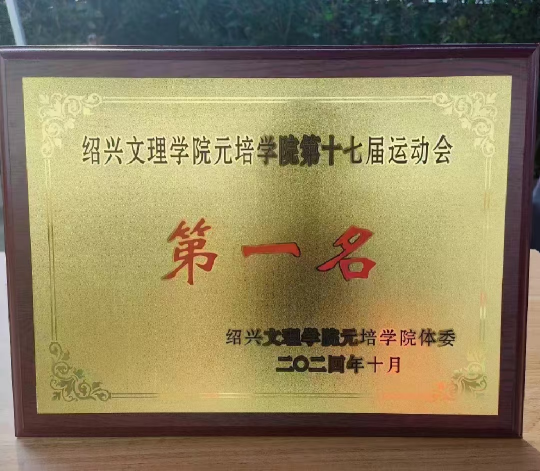 绍兴文理学院元培学院第十七届运动会
第一名
绍兴文理学院元培学院体委
二〇二四年十月